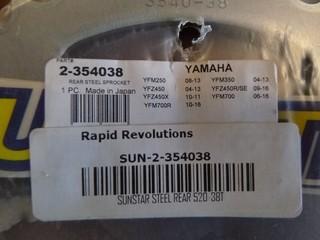 3540-38
PART#
2-354038
YAMAHA
REAR STEEL SPROCKET
1 PC. Made in Japan
YFM250 08-13 YFM350 04-13
YFZ450 04-13 YFZ450R/SE 09-16
YFZ450X 10-11 YFM700 06-16
YFM700R 10-16
Rapid Revolutions
SUN-2-354038
SUNSTAR STEEL REAR 520 38T